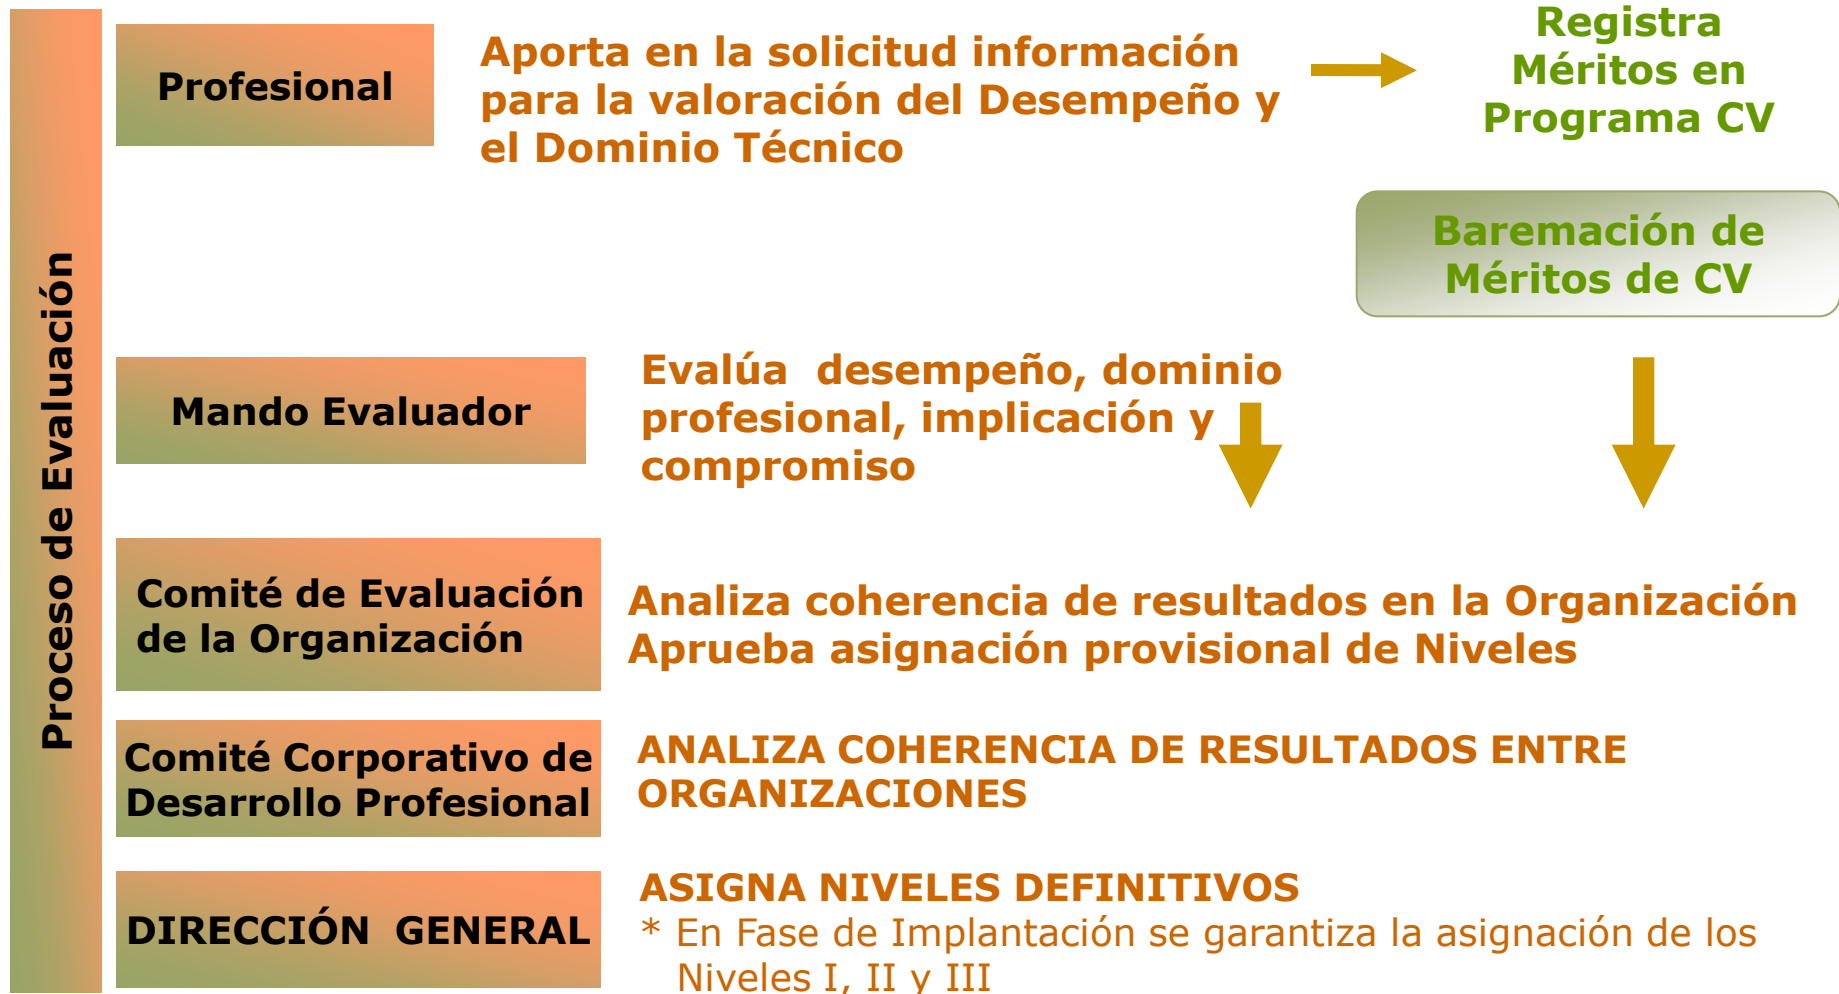 Proceso de Evaluación
Profesional
Aporta en la solicitud información
para la valoración del Desempeño y
el Dominio Técnico
Registra
Méritos en
Programa CV
Baremación de
Méritos de CV
Mando Evaluador
Evalúa  desempeño, dominio
profesional, implicación y
compromiso
Comité de Evaluación
de la Organización
Analiza coherencia de resultados en la Organización
Aprueba asignación provisional de Niveles
Comité Corporativo de
Desarrollo Profesional
ANALIZA COHERENCIA DE RESULTADOS ENTRE
ORGANIZACIONES
DIRECCIÓN  GENERAL
ASIGNA NIVELES DEFINITIVOS
* En Fase de Implantación se garantiza la asignación de los
Niveles I, II y III